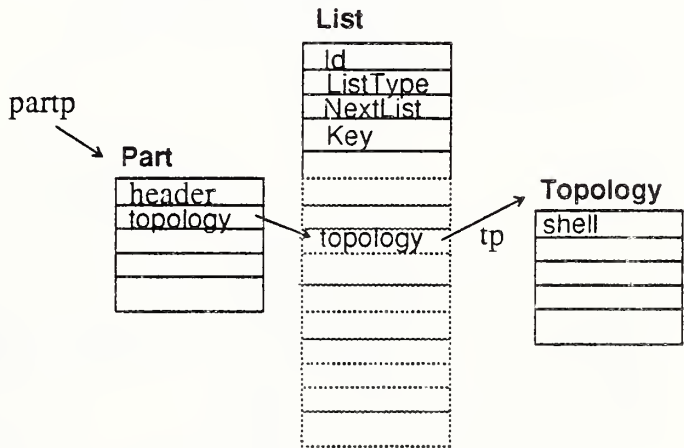 List
Id
ListType
NextList
Key
partp
Part
header
topology
topology
tp
Topology
shell